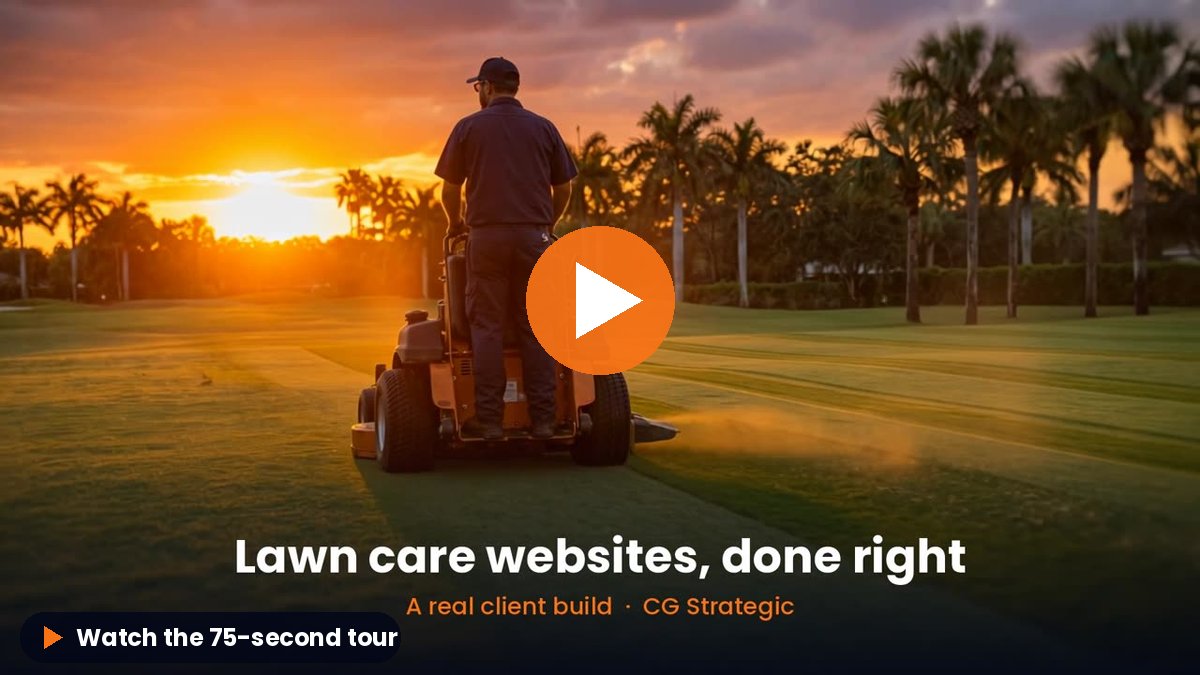 Lawn care websites, done right
A real client build · CG Strategic
Watch the 75-second tour